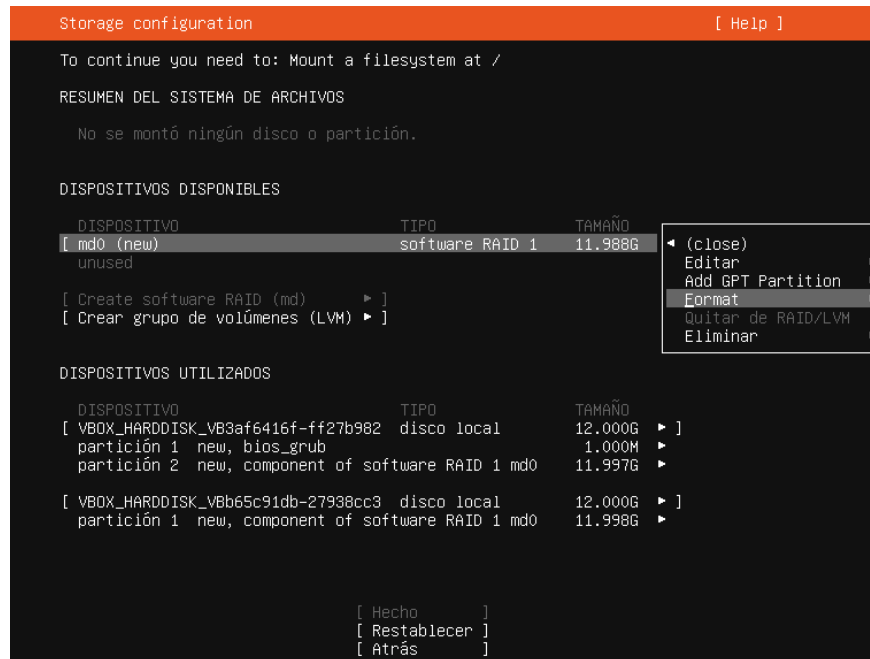 Storage configuration [ Help ]
To continue you need to: Mount a filesystem at /
RESUMEN DEL SISTEMA DE ARCHIVOS
No se montó ningún disco o partición.
DISPOSITIVOS DISPONIBLES
DISPOSITIVO TIPO TAMAÑO
[ md0 (new) software RAID 1 11.988G ◂ (close)
unused Editar
Add GPT Partition
[ Create software RAID (md) ▸ ] Format
[ Crear grupo de volúmenes (LVM) ▸ ] Quitar de RAID/LVM
Eliminar
DISPOSITIVOS UTILIZADOS
DISPOSITIVO TIPO TAMAÑO
[ VBOX_HARDDISK_VB3af6416f-ff27b982 disco local 12.000G ▸ ]
partición 1 new, bios_grub 1.000M ▸
partición 2 new, component of software RAID 1 md0 11.997G ▸
[ VBOX_HARDDISK_VBb65c91db-27938cc3 disco local 12.000G ▸ ]
partición 1 new, component of software RAID 1 md0 11.998G ▸
[ Hecho ]
[ Restablecer ]
[ Atrás ]